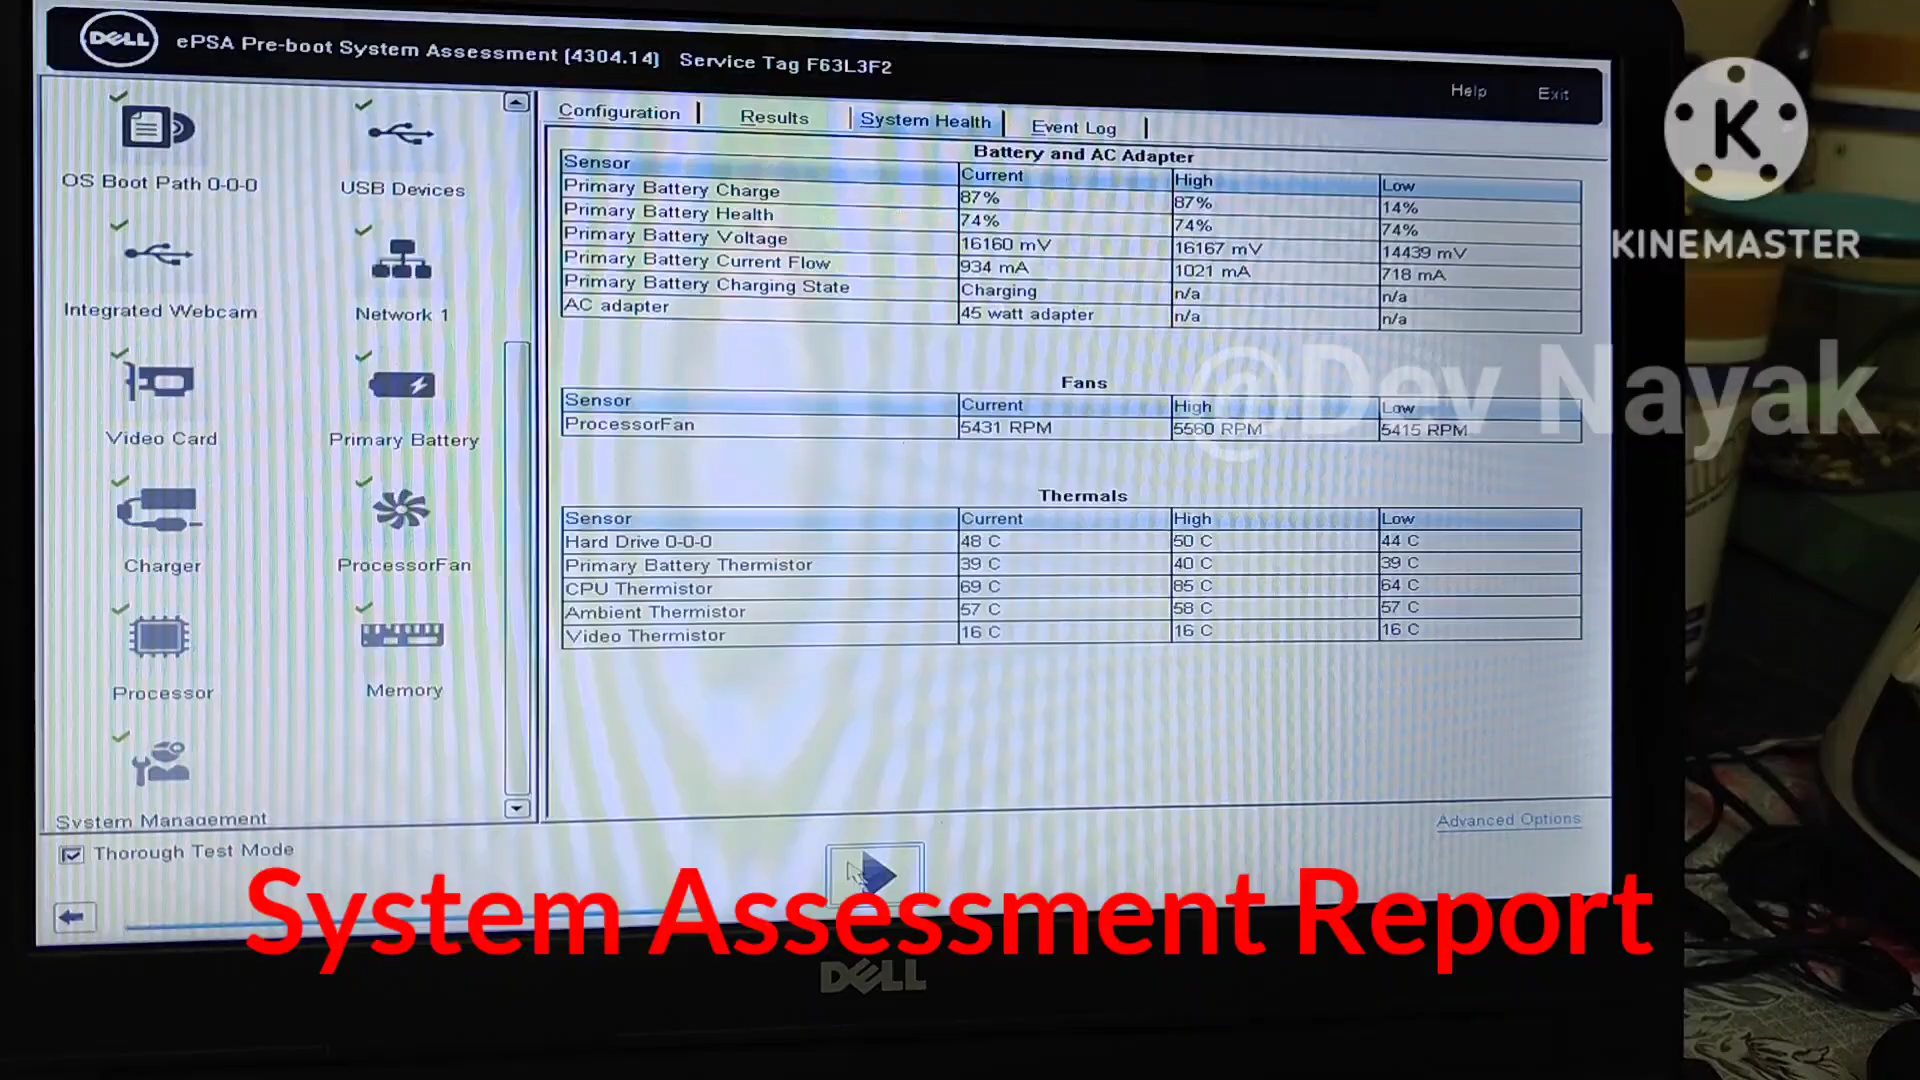 DELL ePSA Pre-boot System Assessment [4304.14] Service Tag F63L3F2
Help Exit
OS Boot Path 0-0-0 USB Devices
Integrated Webcam Network 1
Video Card Primary Battery
Charger ProcessorFan
Processor Memory
System Management
Thorough Test Mode
Configuration Results System Health Event Log
Battery and AC Adapter
Sensor Current High Low
Primary Battery Charge 87% 87% 14%
Primary Battery Health 74% 74% 74%
Primary Battery Voltage 16160 mV 16167 mV 14439 mV
Primary Battery Current Flow 934 mA 1021 mA 718 mA
Primary Battery Charging State Charging n/a n/a
AC adapter 45 watt adapter n/a n/a
Fans
Sensor Current High Low
ProcessorFan 5431 RPM 5560 RPM 5415 RPM
Thermals
Sensor Current High Low
Hard Drive 0-0-0 48 C 50 C 44 C
Primary Battery Thermistor 39 C 40 C 39 C
CPU Thermistor 69 C 85 C 64 C
Ambient Thermistor 57 C 58 C 57 C
Video Thermistor 16 C 16 C 16 C
Advanced Options
K
KINEMASTER
@Dev Nayak
System Assessment Report
DELL